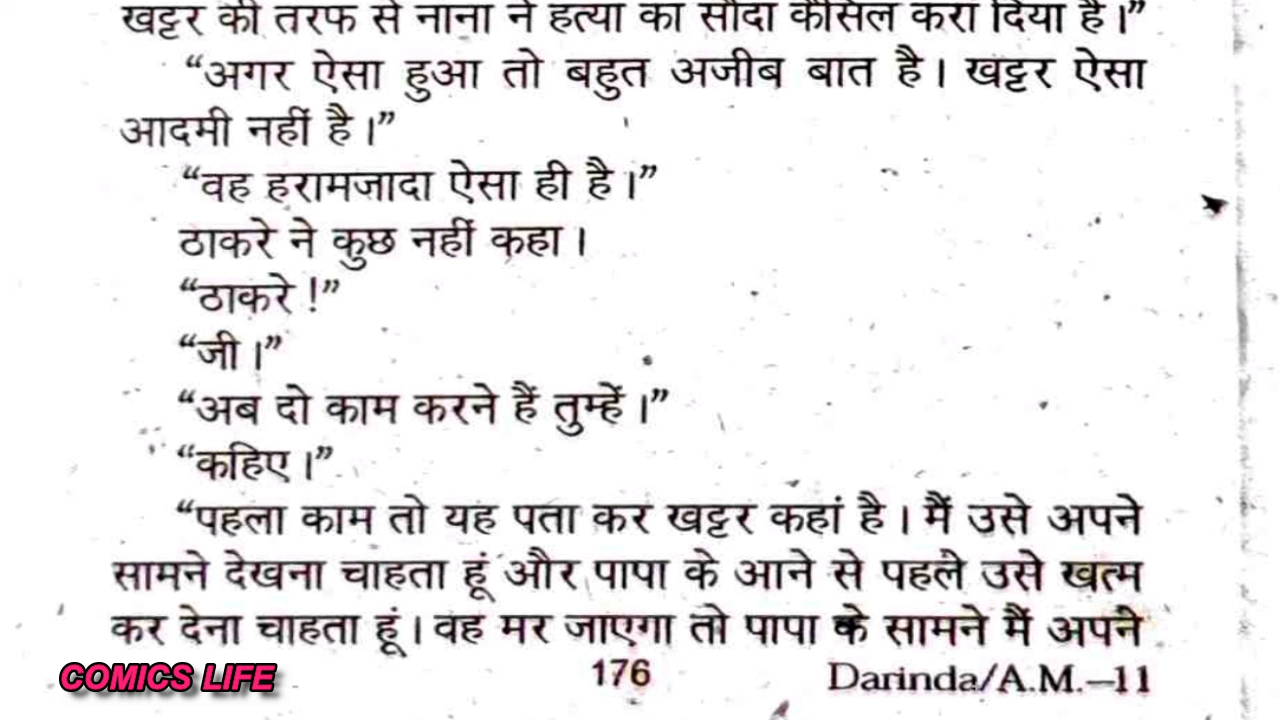 खट्टर की तरफ से नाना ने हत्या का सौदा कैंसिल करा दिया है।”
“अगर ऐसा हुआ तो बहुत अजीब बात है। खट्टर ऐसा
आदमी नहीं है।”
“वह हरामजादा ऐसा ही है।”
ठाकरे ने कुछ नहीं कहा।
“ठाकरे !”
“जी।”
“अब दो काम करने हैं तुम्हें।”
“कहिए।”
“पहला काम तो यह पता कर खट्टर कहां है। मैं उसे अपने
सामने देखना चाहता हूं और पापा के आने से पहले उसे खत्म
कर देना चाहता हूं। वह मर जाएगा तो पापा के सामने मैं अपने
COMICS LIFE 176 Darinda/A.M.–11